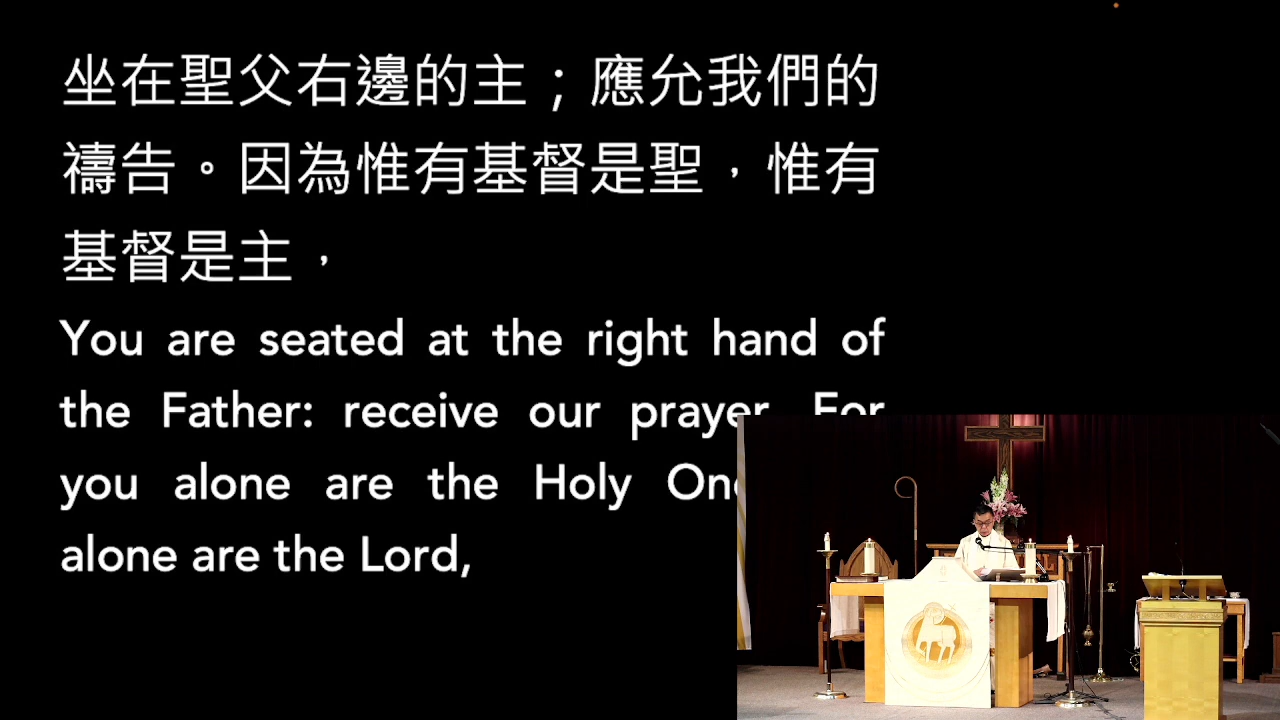 坐在聖父右邊的主；應允我們的
禱告。因為惟有基督是聖，惟有
基督是主，
You are seated at the right hand of
the Father: receive our prayer. For
you alone are the Holy
alone are the Lord,